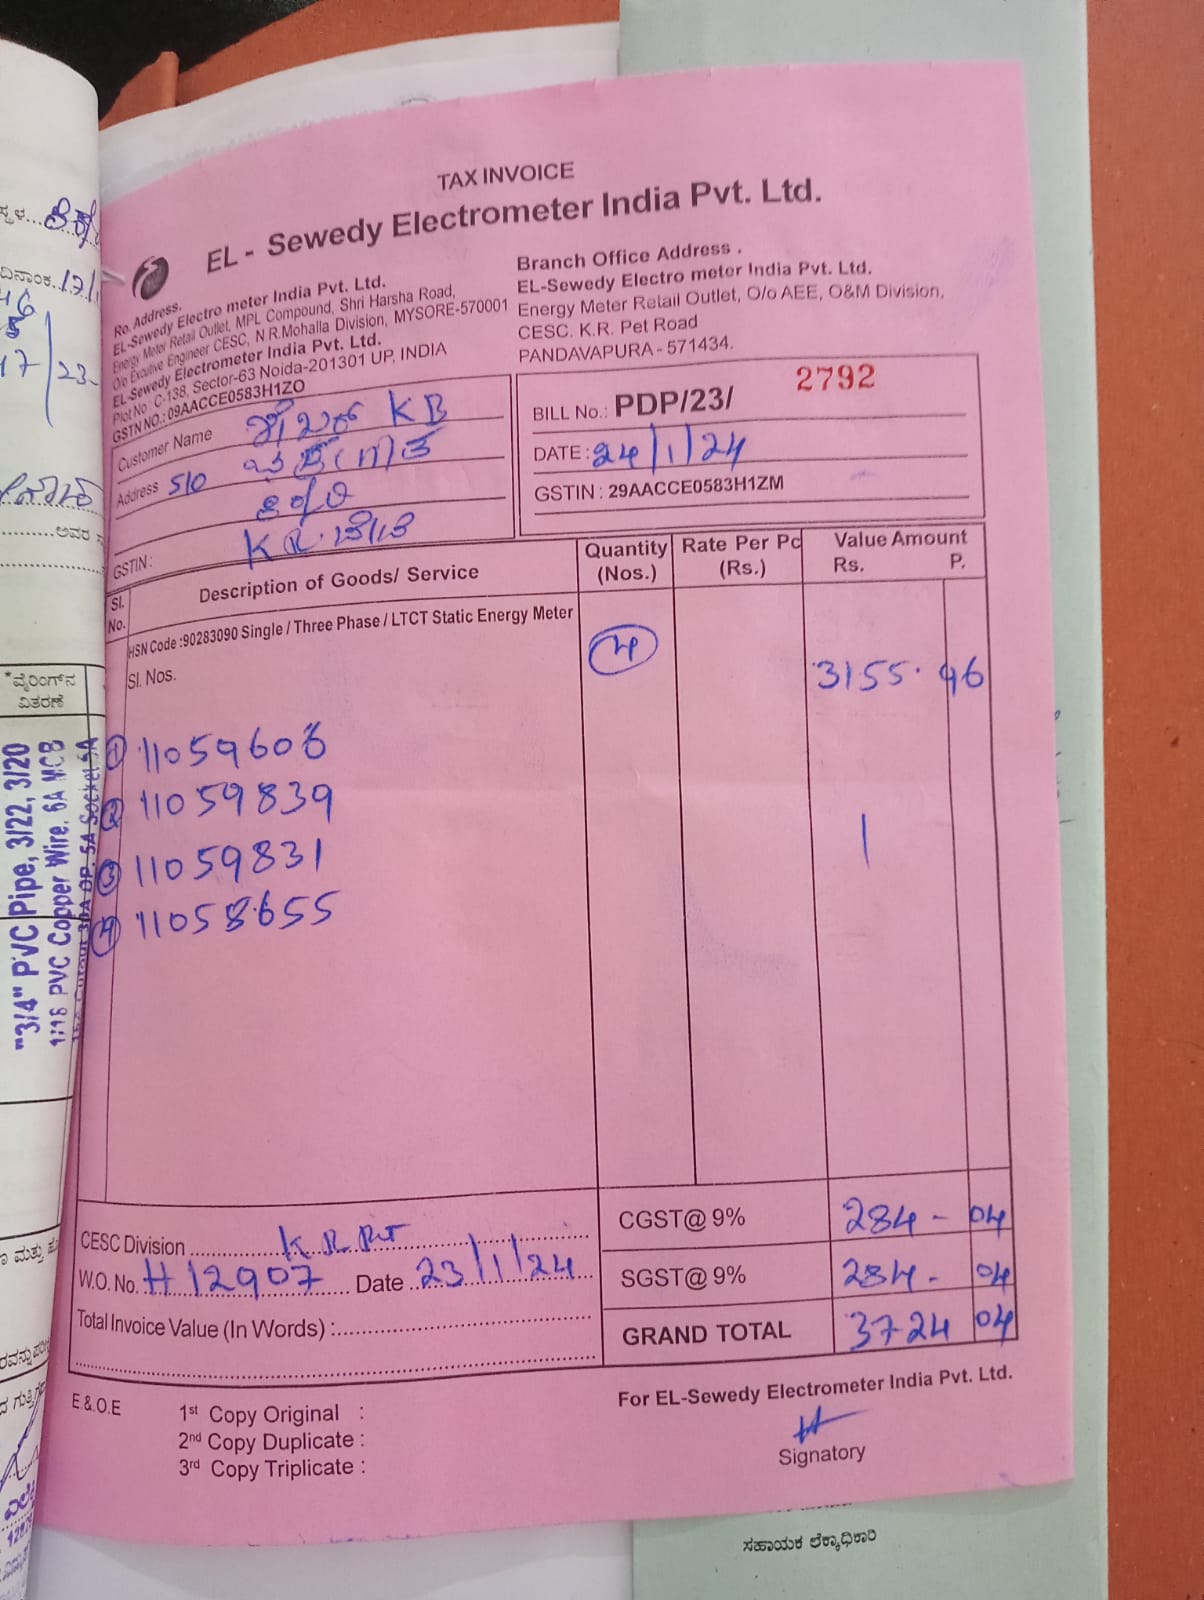 TAX INVOICE
EL - Sewedy Electrometer India Pvt. Ltd.
Ro. Address.
EL-Sewedy Electro meter India Pvt. Ltd.
Energy Meter Retail Outlet, MPL Compound, Shri Harsha Road,
O/o Excutive Engineer CESC, N.R.Mohalla Division, MYSORE-570001
EL-Sewedy Electrometer India Pvt. Ltd.
Plot No : C-138, Sector-63 Noida-201301 UP, INDIA
GSTN NO.: 09AACCE0583H1ZO
Branch Office Address .
EL-Sewedy Electro meter India Pvt. Ltd.
Energy Meter Retail Outlet, O/o AEE, O&M Division,
CESC. K.R. Pet Road
PANDAVAPURA - 571434.
Customer Name KB
Address S/O
K R. ಪೇಟೆ
GSTIN :
BILL No.: PDP/23/ 2792
DATE : 24/1/24
GSTIN : 29AACCE0583H1ZM
Sl. No. Description of Goods/ Service Quantity (Nos.) Rate Per Pc (Rs.) Value Amount Rs. P.
HSN Code :90283090 Single / Three Phase / LTCT Static Energy Meter
Sl. Nos. 4 3155. 96
1 11059608
2 11059839
3 11059831
4 11058655
CESC Division K R Pet CGST@ 9% 284 - 04
W.O. No. H12907 Date 23/1/24 SGST@ 9% 284 - 04
Total Invoice Value (In Words) : GRAND TOTAL 3724 04
E.&.O.E
1st Copy Original :
2nd Copy Duplicate :
3rd Copy Triplicate :
For EL-Sewedy Electrometer India Pvt. Ltd.
Signatory
ಸಹಾಯಕ ಲೆಕ್ಕಾಧಿಕಾರಿ
*ವೈರಿಂಗ್‌ನ
ವಿತರಣೆ
"3/4" PVC Pipe, 3/22, 3/20
1/18 PVC Copper Wire. 6A MCB